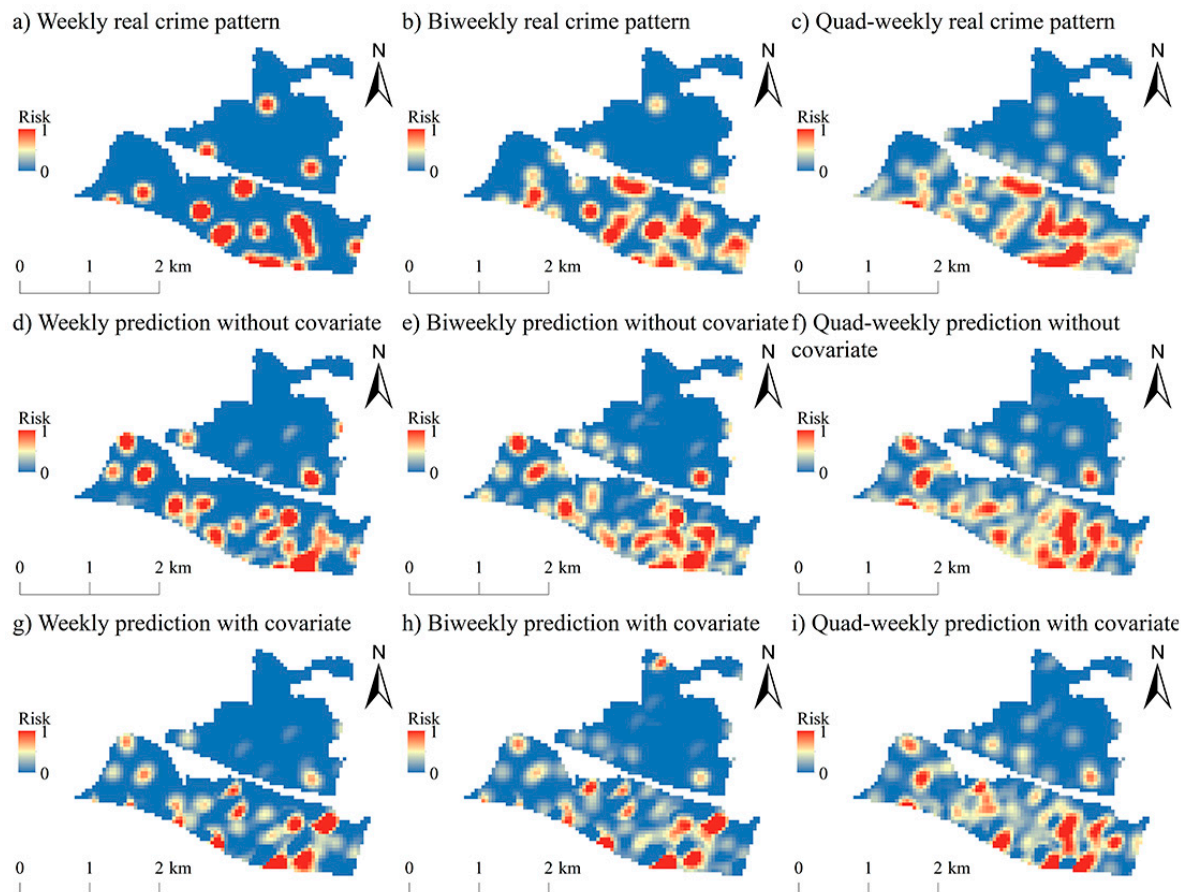 a) Weekly real crime pattern
b) Biweekly real crime pattern
c) Quad-weekly real crime pattern
N
N
N
Risk
1
0
Risk
1
0
Risk
1
0
0 1 2 km
0 1 2 km
0 1 2 km
d) Weekly prediction without covariate
e) Biweekly prediction without covariate
f) Quad-weekly prediction without
covariate
N
N
N
Risk
1
0
Risk
1
0
Risk
1
0
0 1 2 km
0 1 2 km
0 1 2 km
g) Weekly prediction with covariate
h) Biweekly prediction with covariate
i) Quad-weekly prediction with covariate
N
N
N
Risk
1
0
Risk
1
0
Risk
1
0
0 1 2 km
0 1 2 km
0 1 2 km